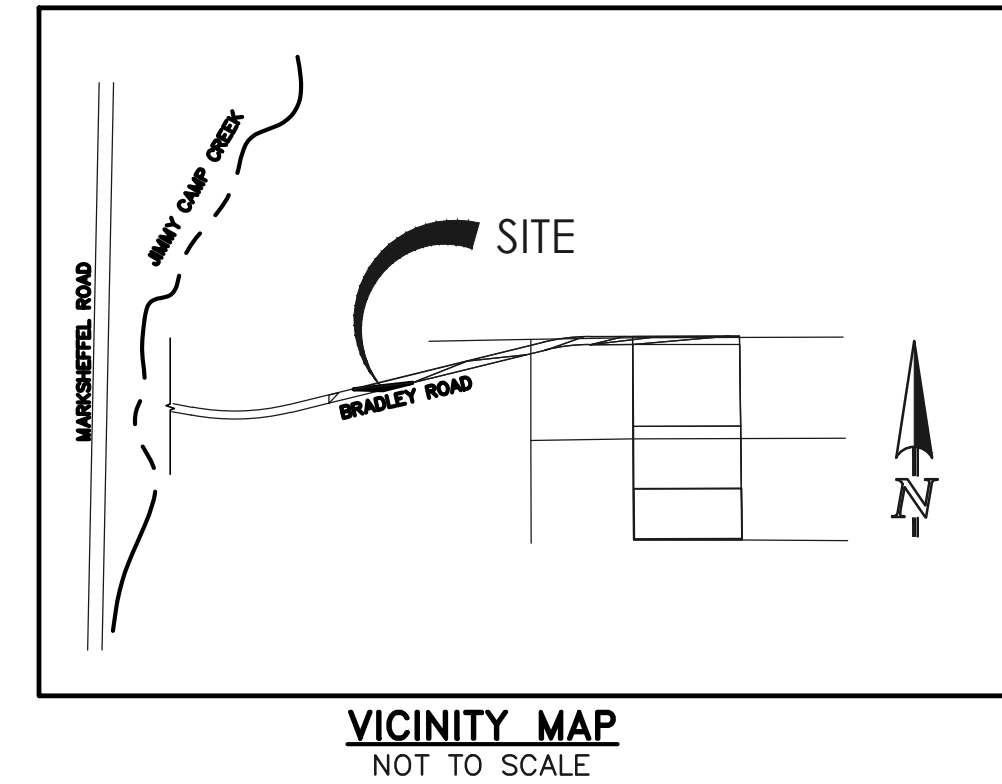 JIMMY CAMP CREEK
SITE
MARKSHEFFEL ROAD
BRADLEY ROAD
N
VICINITY MAP
NOT TO SCALE